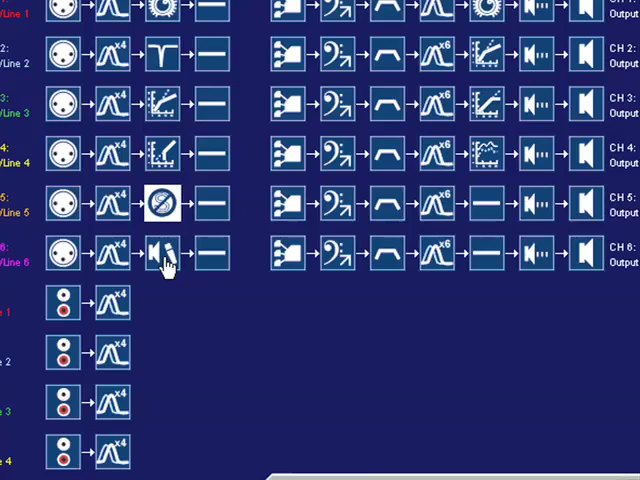 /Line 1
x4
2:
/Line 2
x4
x6
CH 2:
Output
3:
/Line 3
x4
x6
CH 3:
Output
4:
/Line 4
x4
x6
CH 4:
Output
5:
/Line 5
x4
x6
CH 5:
Output
6:
/Line 6
x4
x6
CH 6:
Output
e 1
x4
e 2
x4
e 3
x4
e 4
x4